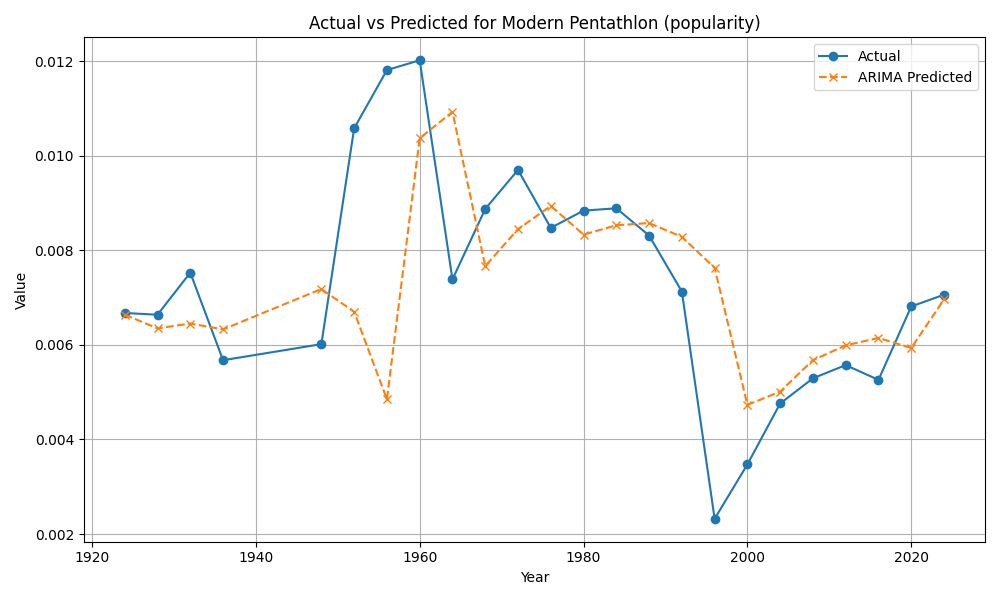 Actual vs Predicted for Modern Pentathlon (popularity)
Actual
ARIMA Predicted
0.012
0.010
0.008
0.006
0.004
0.002
Value
1920 1940 1960 1980 2000 2020
Year